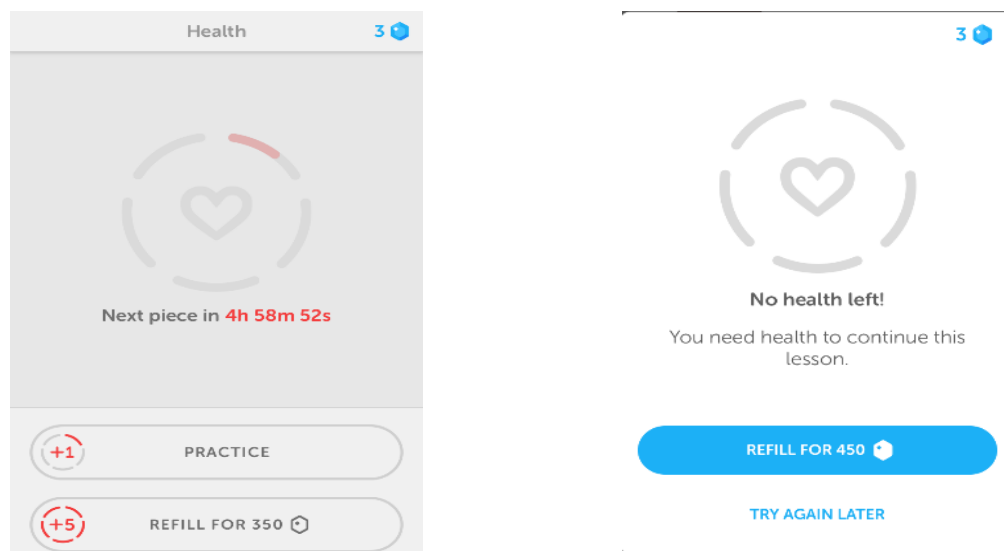 Health 3
Next piece in 4h 58m 52s
+1 PRACTICE
+5 REFILL FOR 350
3
No health left!
You need health to continue this
lesson.
REFILL FOR 450
TRY AGAIN LATER